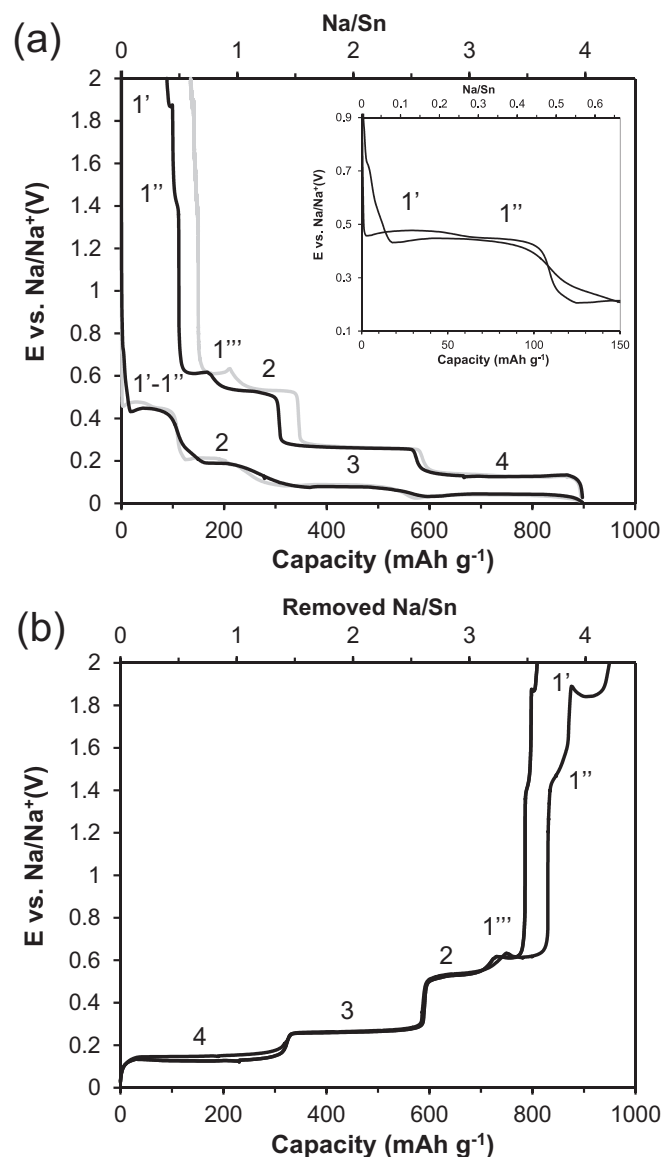 (a)
Na/Sn
0 1 2 3 4
2
1.8
1.6
1.4
1.2
1
0.8
0.6
0.4
0.2
0
E vs. Na/Na⁺(V)
1’
1’’
1’’’
2
1’-1’’
2
3
4
Na/Sn
0 0.1 0.2 0.3 0.4 0.5 0.6
0.9
0.7
0.5
0.3
0.1
E vs. Na/Na⁺(V)
1’ 1’’
0 50 100 150
Capacity (mAh g⁻¹)
0 200 400 600 800 1000
Capacity (mAh g⁻¹)
(b)
Removed Na/Sn
0 1 2 3 4
2
1.8
1.6
1.4
1.2
1
0.8
0.6
0.4
0.2
0
E vs. Na/Na⁺(V)
1’
1’’
1’’’
2
3
4
0 200 400 600 800 1000
Capacity (mAh g⁻¹)